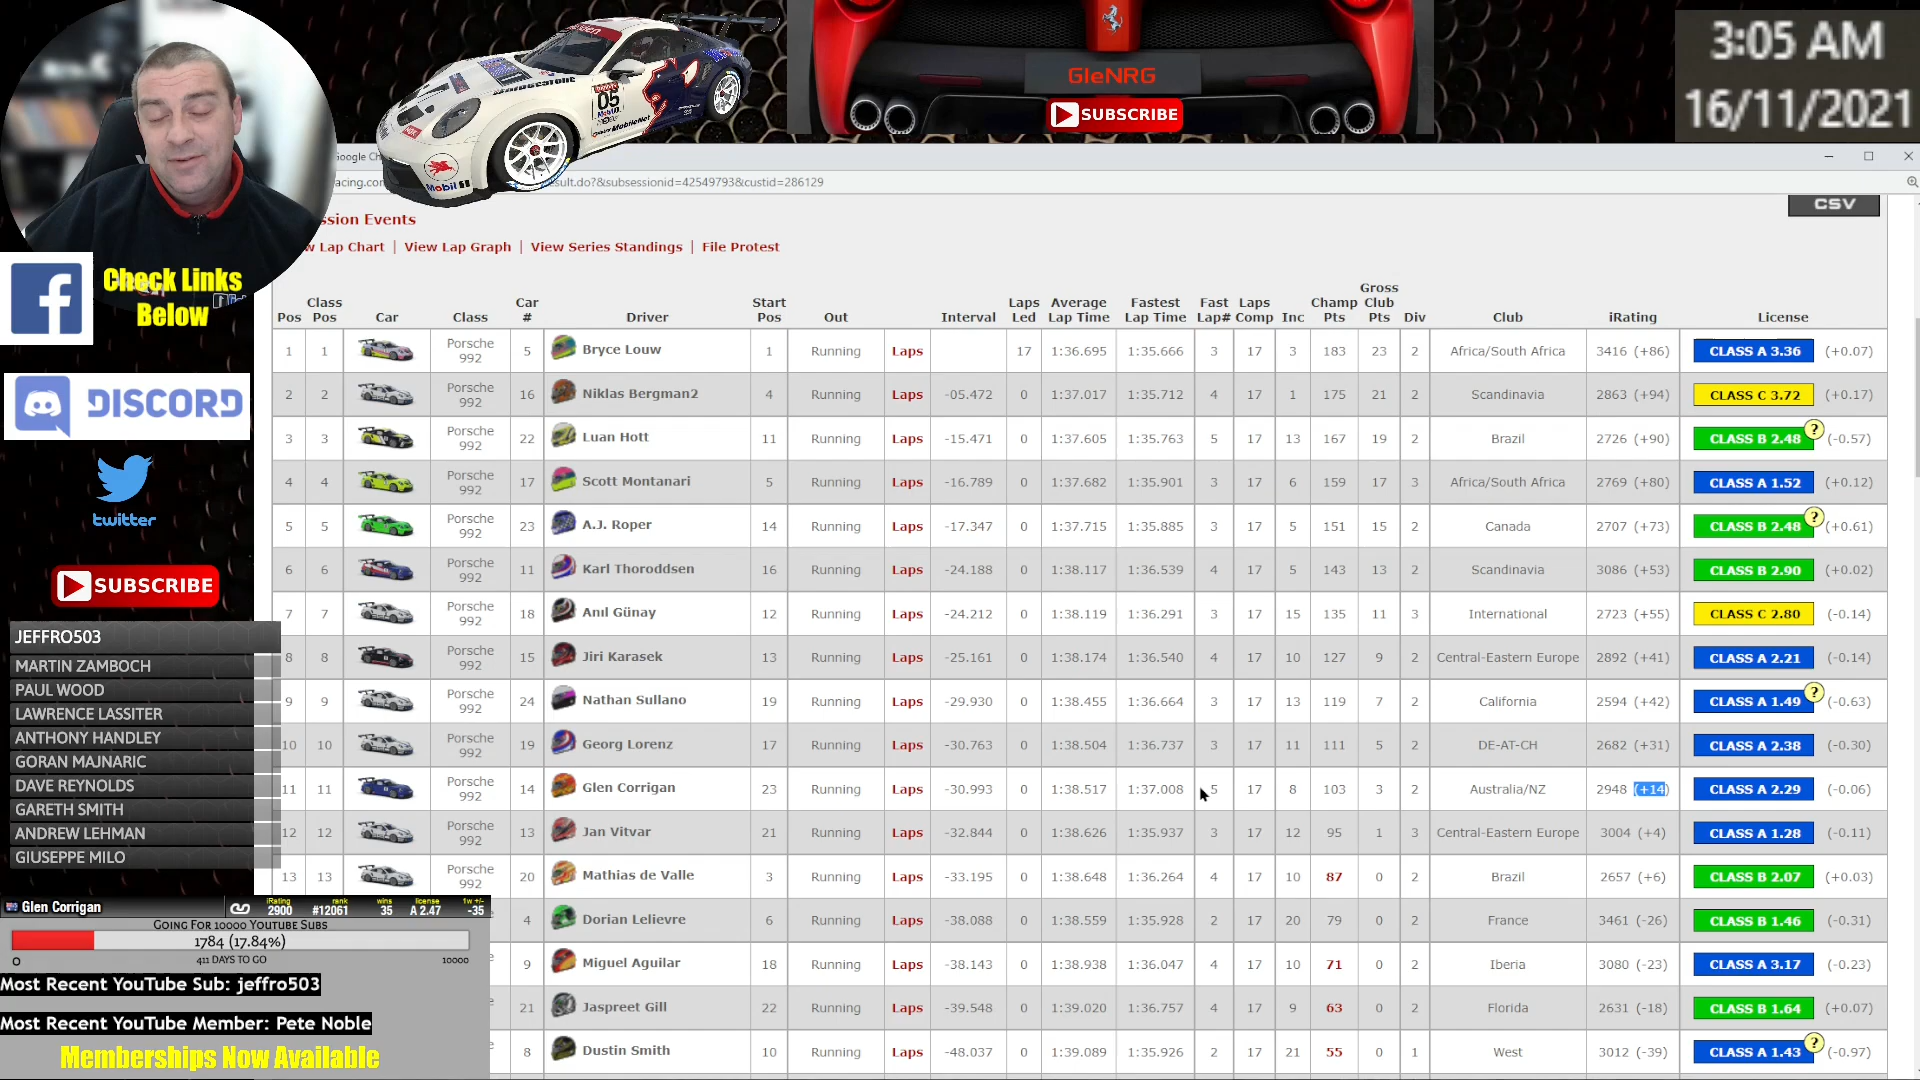 3:05 AM
16/11/2021
GleNRG
SUBSCRIBE
BRIDGESTONE
05
Mobil 1
MobileNet
Google Ch
acing.co
sult.do?&subsessionid=42549793&custid=286129
CSV
ssion Events
w Lap Chart | View Lap Graph | View Series Standings | File Protest
Check Links
Below
DISCORD
twitter
SUBSCRIBE
Pos Class Pos Car Class Car # Driver Start Pos Out Interval Laps Led Average Lap Time Fastest Lap Time Fast Lap# Laps Comp Inc Champ Pts Gross Club Pts Div Club iRating License
1 1 Porsche 992 5 Bryce Louw 1 Running Laps 17 1:36.695 1:35.666 3 17 3 183 23 2 Africa/South Africa 3416 (+86) CLASS A 3.36 (+0.07)
2 2 Porsche 992 16 Niklas Bergman2 4 Running Laps -05.472 0 1:37.017 1:35.712 4 17 1 175 21 2 Scandinavia 2863 (+94) CLASS C 3.72 (+0.17)
3 3 Porsche 992 22 Luan Hott 11 Running Laps -15.471 0 1:37.605 1:35.763 5 17 13 167 19 2 Brazil 2726 (+90) CLASS B 2.48 ? (-0.57)
4 4 Porsche 992 17 Scott Montanari 5 Running Laps -16.789 0 1:37.682 1:35.901 3 17 6 159 17 3 Africa/South Africa 2769 (+80) CLASS A 1.52 (+0.12)
5 5 Porsche 992 23 A.J. Roper 14 Running Laps -17.347 0 1:37.715 1:35.885 3 17 5 151 15 2 Canada 2707 (+73) CLASS B 2.48 ? (+0.61)
6 6 Porsche 992 11 Karl Thoroddsen 16 Running Laps -24.188 0 1:38.117 1:36.539 4 17 5 143 13 2 Scandinavia 3086 (+53) CLASS B 2.90 (+0.02)
7 7 Porsche 992 18 Anıl Günay 12 Running Laps -24.212 0 1:38.119 1:36.291 3 17 15 135 11 3 International 2723 (+55) CLASS C 2.80 (-0.14)
8 8 Porsche 992 15 Jiri Karasek 13 Running Laps -25.161 0 1:38.174 1:36.540 4 17 10 127 9 2 Central-Eastern Europe 2892 (+41) CLASS A 2.21 (-0.14)
9 9 Porsche 992 24 Nathan Sullano 19 Running Laps -29.930 0 1:38.455 1:36.664 3 17 13 119 7 2 California 2594 (+42) CLASS A 1.49 ? (-0.63)
10 10 Porsche 992 19 Georg Lorenz 17 Running Laps -30.763 0 1:38.504 1:36.737 3 17 11 111 5 2 DE-AT-CH 2682 (+31) CLASS A 2.38 (-0.30)
11 11 Porsche 992 14 Glen Corrigan 23 Running Laps -30.993 0 1:38.517 1:37.008 5 17 8 103 3 2 Australia/NZ 2948 (+14) CLASS A 2.29 (-0.06)
12 12 Porsche 992 13 Jan Vitvar 21 Running Laps -32.844 0 1:38.626 1:35.937 3 17 12 95 1 3 Central-Eastern Europe 3004 (+4) CLASS A 1.28 (-0.11)
13 13 Porsche 992 20 Mathias de Valle 3 Running Laps -33.195 0 1:38.648 1:36.264 4 17 10 87 0 2 Brazil 2657 (+6) CLASS B 2.07 (+0.03)
4 Dorian Lelievre 6 Running Laps -38.088 0 1:38.559 1:35.928 2 17 20 79 0 2 France 3461 (-26) CLASS B 1.46 (-0.31)
9 Miguel Aguilar 18 Running Laps -38.143 0 1:38.938 1:36.047 4 17 10 71 0 2 Iberia 3080 (-23) CLASS A 3.17 (-0.23)
21 Jaspreet Gill 22 Running Laps -39.548 0 1:39.020 1:36.757 4 17 9 63 0 2 Florida 2631 (-18) CLASS B 1.64 (+0.07)
8 Dustin Smith 10 Running Laps -48.037 0 1:39.089 1:35.926 2 17 21 55 0 1 West 3012 (-39) CLASS A 1.43 ? (-0.97)
JEFFRO503
MARTIN ZAMBOCH
PAUL WOOD
LAWRENCE LASSITER
ANTHONY HANDLEY
GORAN MAJNARIC
DAVE REYNOLDS
GARETH SMITH
ANDREW LEHMAN
GIUSEPPE MILO
Glen Corrigan iRating 2900 rank #12061 wins 35 license A 2.47 1w +/- -35
GOING FOR 10000 YOUTUBE SUBS
1784 (17.84%)
0 411 DAYS TO GO 10000
Most Recent YouTube Sub: jeffro503
Most Recent YouTube Member: Pete Noble
Memberships Now Available